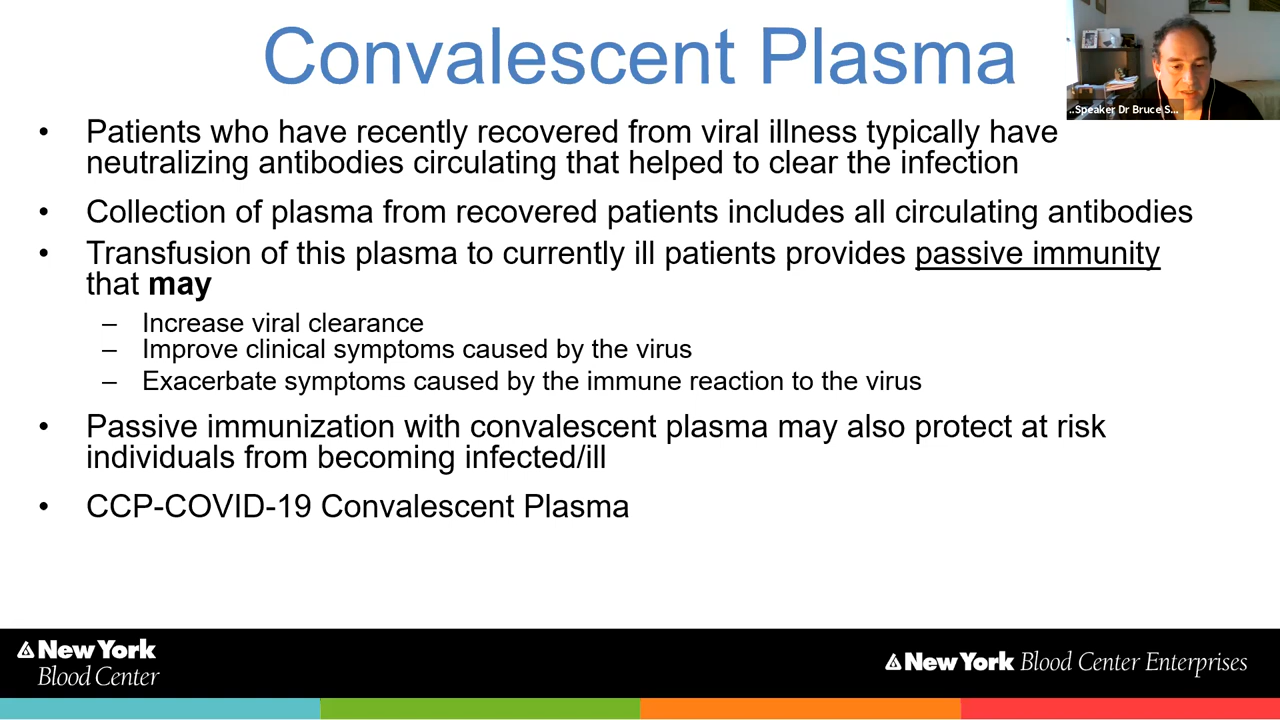 Convalescent Plasma
..Speaker Dr Bruce S...
• Patients who have recently recovered from viral illness typically have
neutralizing antibodies circulating that helped to clear the infection
• Collection of plasma from recovered patients includes all circulating antibodies
• Transfusion of this plasma to currently ill patients provides passive immunity
that may
– Increase viral clearance
– Improve clinical symptoms caused by the virus
– Exacerbate symptoms caused by the immune reaction to the virus
• Passive immunization with convalescent plasma may also protect at risk
individuals from becoming infected/ill
• CCP-COVID-19 Convalescent Plasma
New York
Blood Center
New York Blood Center Enterprises